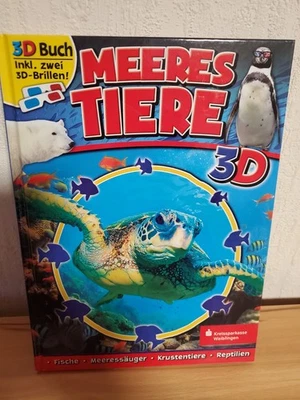 3D Buch
Inkl. zwei
3D-Brillen!
MEERES
TIERE
3D
Kreissparkasse
Waiblingen
• Fische • Meeressäuger • Krustentiere • Reptilien